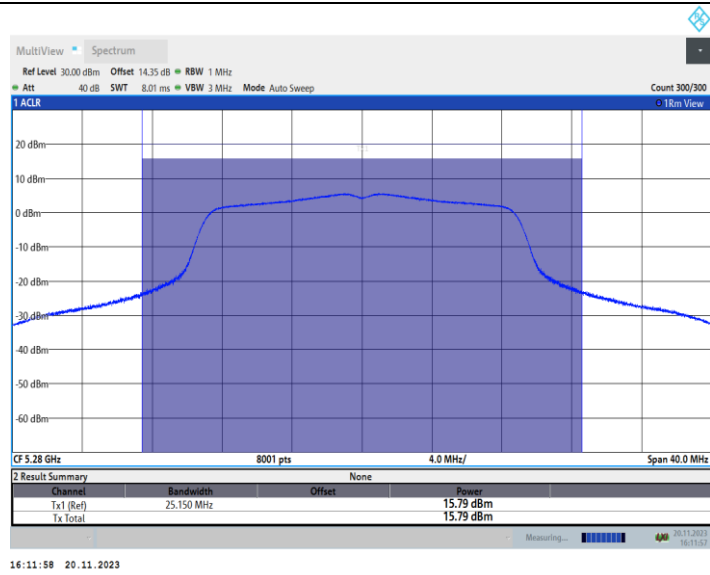 MultiView Spectrum
Ref Level 30.00 dBm Offset 14.35 dB RBW 1 MHz
Att 40 dB SWT 8.01 ms VBW 3 MHz Mode Auto Sweep Count 300/300
1 ACLR 1Rm View
20 dBm
10 dBm
0 dBm
-10 dBm
-20 dBm
-30 dBm
-40 dBm
-50 dBm
-60 dBm
CF 5.28 GHz 8001 pts 4.0 MHz/ Span 40.0 MHz
2 Result Summary None
Channel Bandwidth Offset Power
Tx1 (Ref) 25.150 MHz 15.79 dBm
Tx Total 15.79 dBm
Measuring... 20.11.2023
16:11:57
16:11:58 20.11.2023